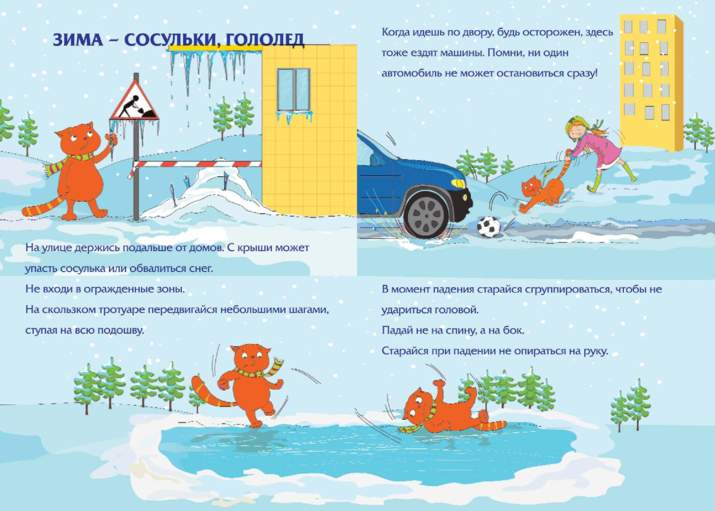 ЗИМА – СОСУЛЬКИ, ГОЛОЛЕД
На улице держись подальше от домов. С крыши может
упасть сосулька или обвалиться снег.
Не входи в огражденные зоны.
На скользком тротуаре передвигайся небольшими шагами,
ступая на всю подошву.
Когда идешь по двору, будь осторожен, здесь
тоже ездят машины. Помни, ни один
автомобиль не может остановиться сразу!
В момент падения старайся сгруппироваться, чтобы не
удариться головой.
Падай не на спину, а на бок.
Старайся при падении не опираться на руку.